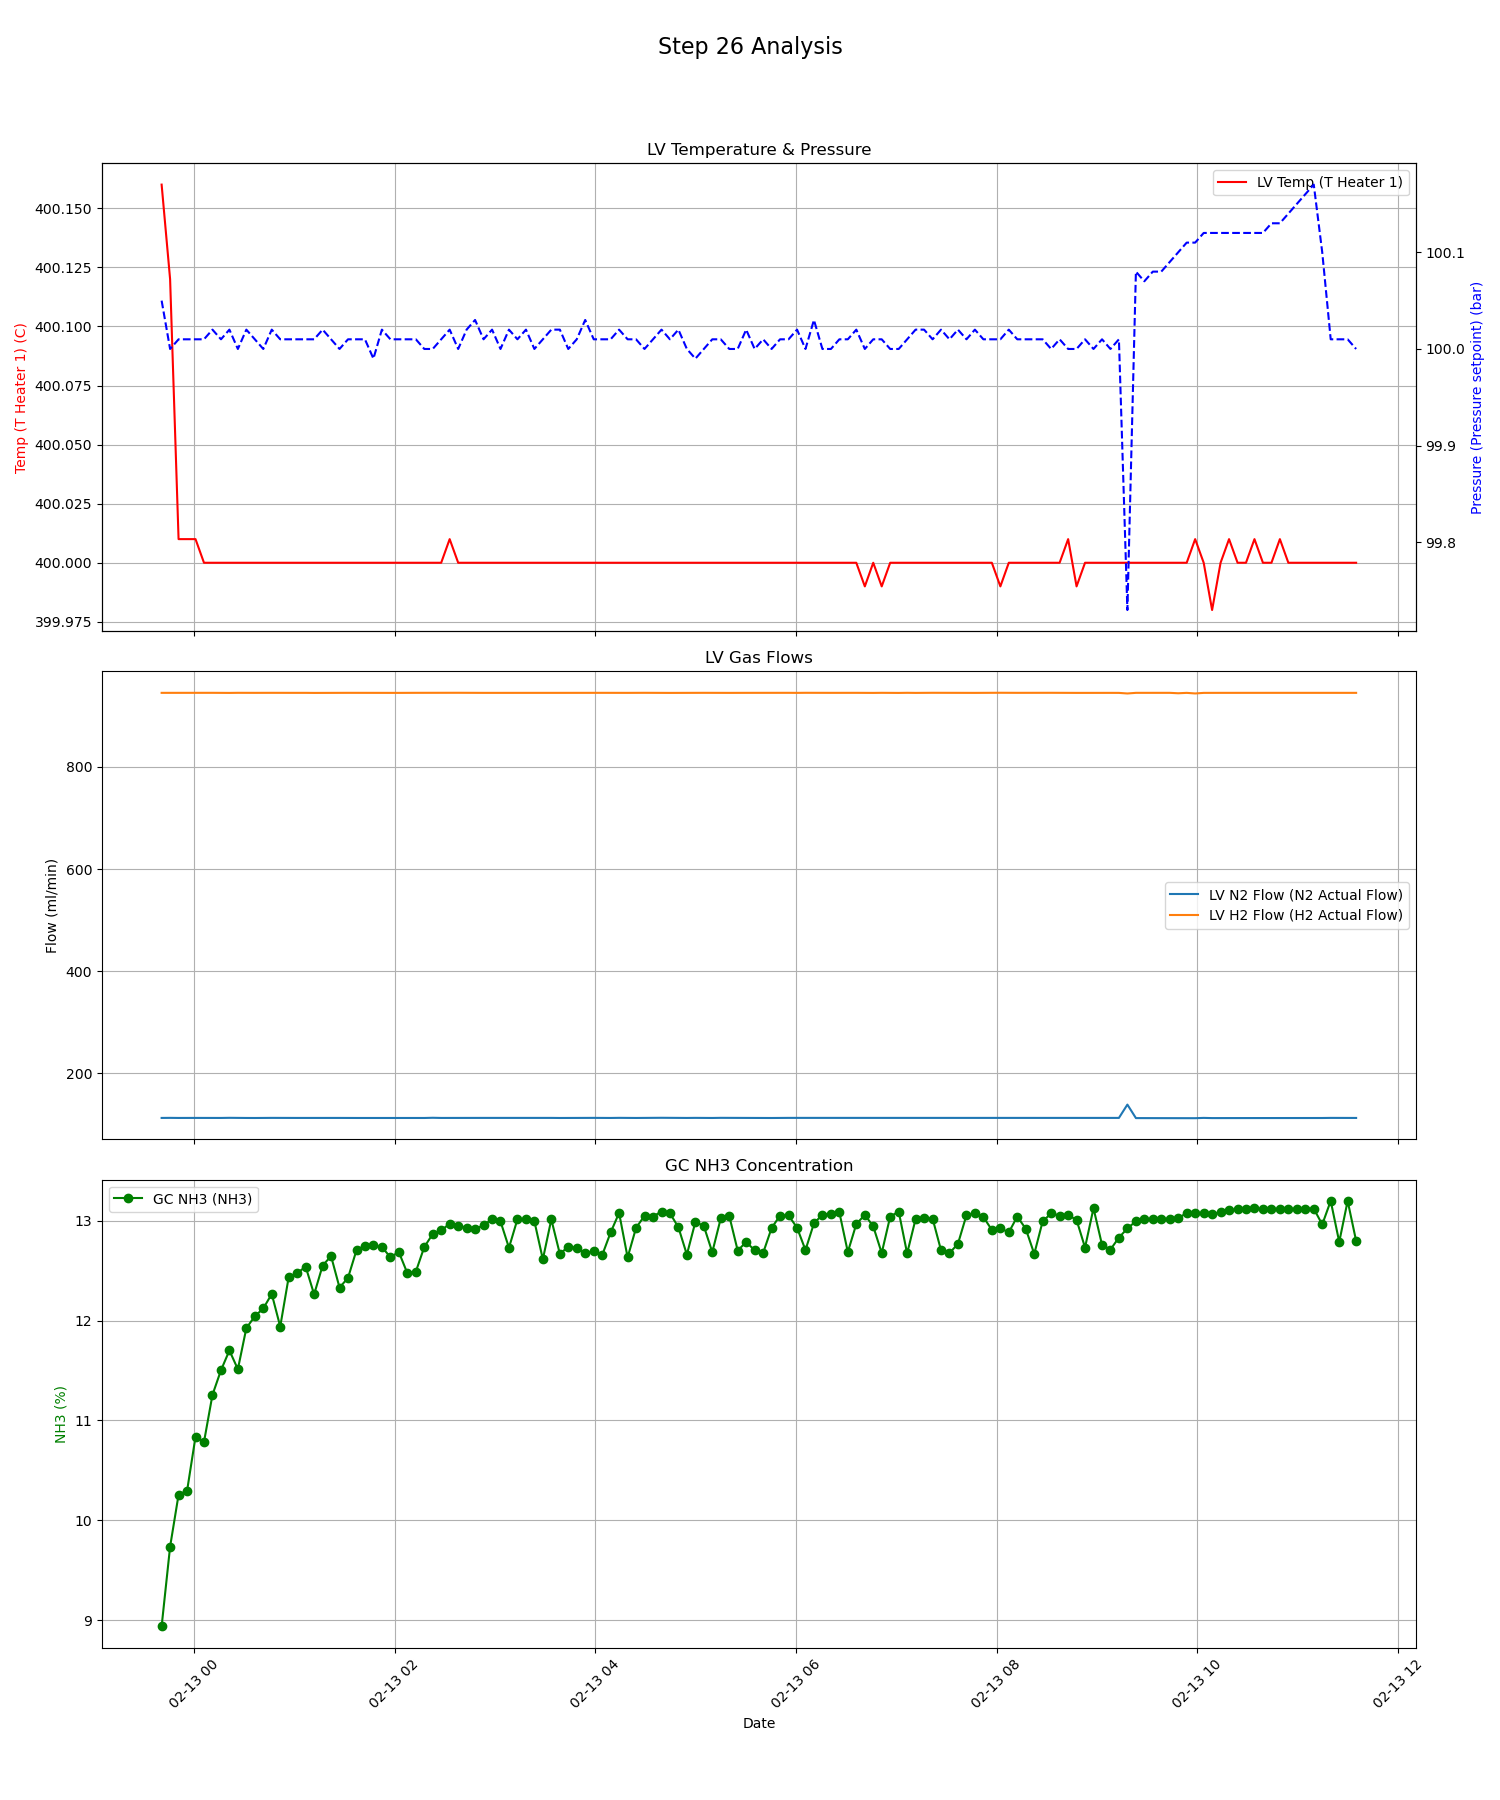 Step 26 Analysis
LV Temperature & Pressure
LV Temp (T Heater 1)
400.150
400.125
400.100
400.075
400.050
400.025
400.000
399.975
Temp (T Heater 1) (C)
100.1
100.0
99.9
99.8
Pressure (Pressure setpoint) (bar)
LV Gas Flows
800
600
400
200
Flow (ml/min)
LV N2 Flow (N2 Actual Flow)
LV H2 Flow (H2 Actual Flow)
GC NH3 Concentration
GC NH3 (NH3)
13
12
11
10
9
NH3 (%)
02-13 00
02-13 02
02-13 04
02-13 06
02-13 08
02-13 10
02-13 12
Date